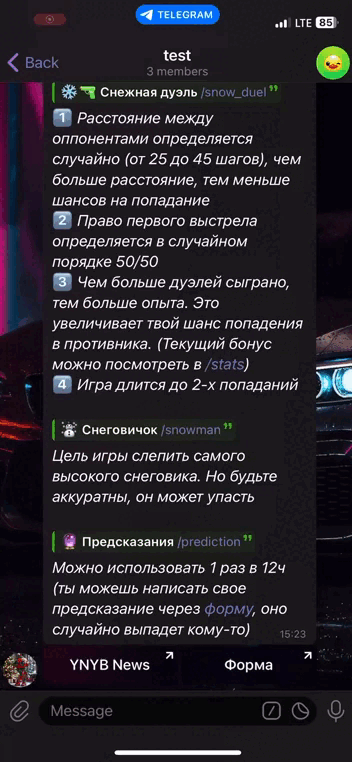 TELEGRAM
LTE 85
Back
test
3 members
Снежная дуэль /snow_duel
1 Расстояние между
оппонентами определяется
случайно (от 25 до 45 шагов), чем
больше расстояние, тем меньше
шансов на попадание
2 Право первого выстрела
определяется в случайном
порядке 50/50
3 Чем больше дуэлей сыграно,
тем больше опыта. Это
увеличивает твой шанс попадения
в противника. (Текущий бонус
можно посмотреть в /stats)
4 Игра длится до 2-х попаданий
Снеговичок /snowman
Цель игры слепить самого
высокого снеговика. Но будьте
аккуратны, он может упасть
Предсказания /prediction
Можно использовать 1 раз в 12ч
(ты можешь написать свое
предсказание через форму, оно
случайно выпадет кому-то)
15:23
YNYB News
Форма
Message